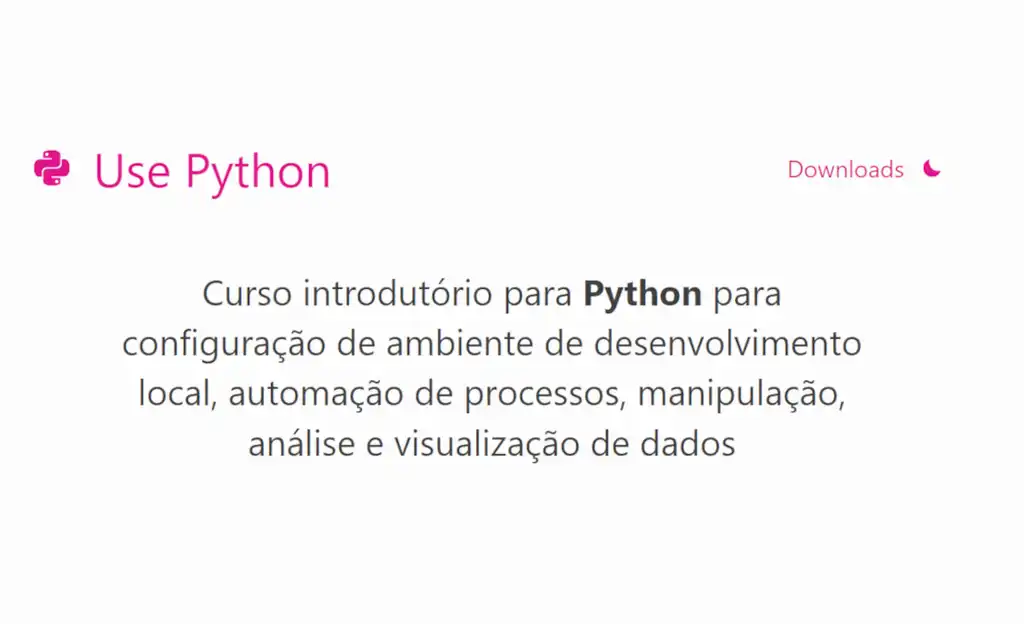 Use Python
Downloads
Curso introdutório para Python para
configuração de ambiente de desenvolvimento
local, automação de processos, manipulação,
análise e visualização de dados